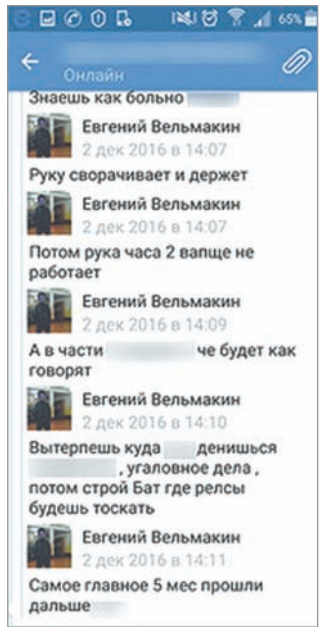 65%
Онлайн
Знаешь как больно
Евгений Вельмакин
2 дек 2016 в 14:07
Руку сворачивает и держет
Евгений Вельмакин
2 дек 2016 в 14:07
Потом рука часа 2 вапще не
работает
Евгений Вельмакин
2 дек 2016 в 14:09
А в части че будет как
говорят
Евгений Вельмакин
2 дек 2016 в 14:10
Вытерпешь куда денишься
, угаловное дела ,
потом строй Бат где релсы
будешь тоскать
Евгений Вельмакин
2 дек 2016 в 14:11
Самое главное 5 мес прошли
дальше